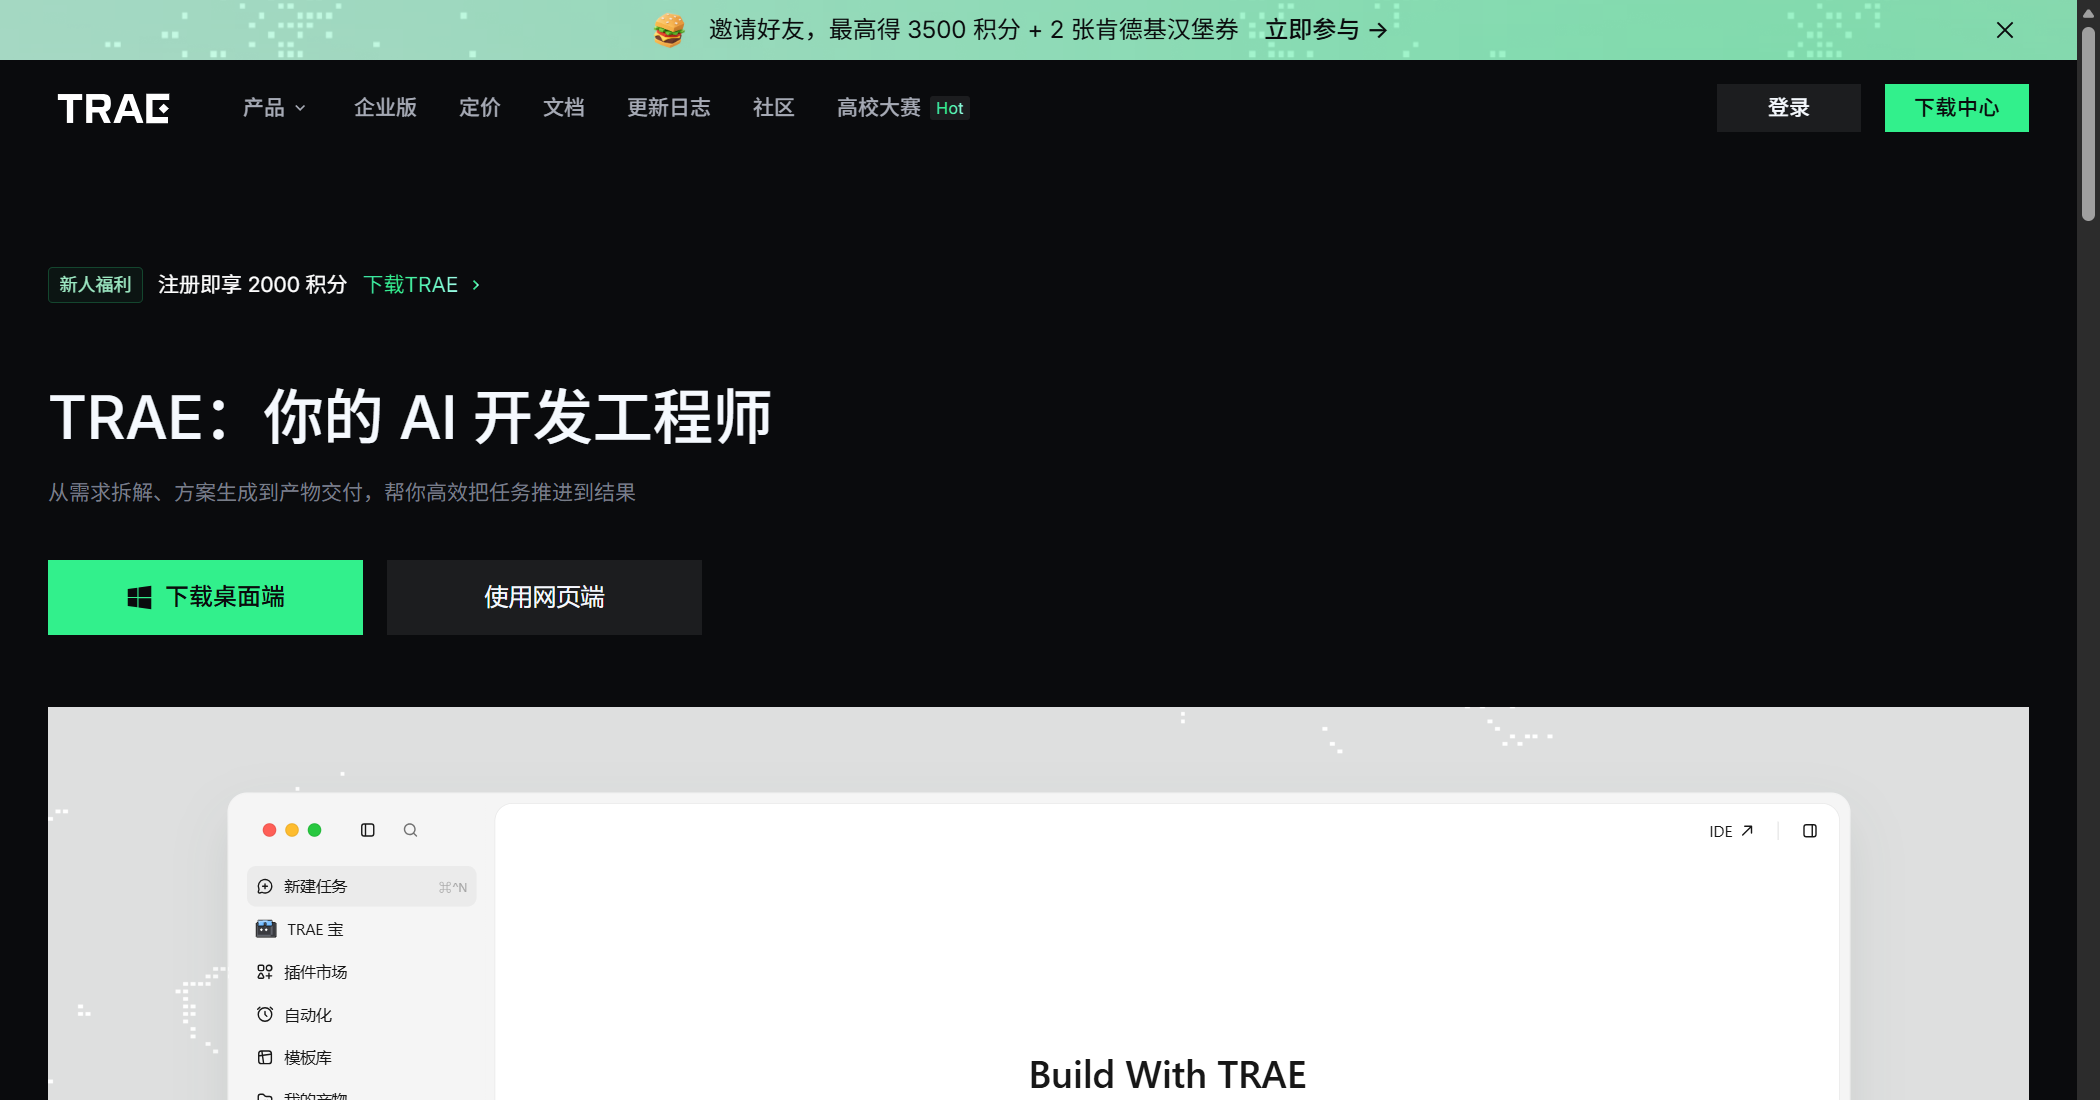 邀请好友，最高得 3500 积分 + 2 张肯德基汉堡券 立即参与 →
TRAE 产品 企业版 定价 文档 更新日志 社区 高校大赛 Hot 登录 下载中心
新人福利 注册即享 2000 积分 下载TRAE
TRAE：你的 AI 开发工程师
从需求拆解、方案生成到产物交付，帮你高效把任务推进到结果
下载桌面端 使用网页端
IDE
新建任务 ⌘^N
TRAE 宝
插件市场
自动化
模板库
Build With TRAE
我的产物